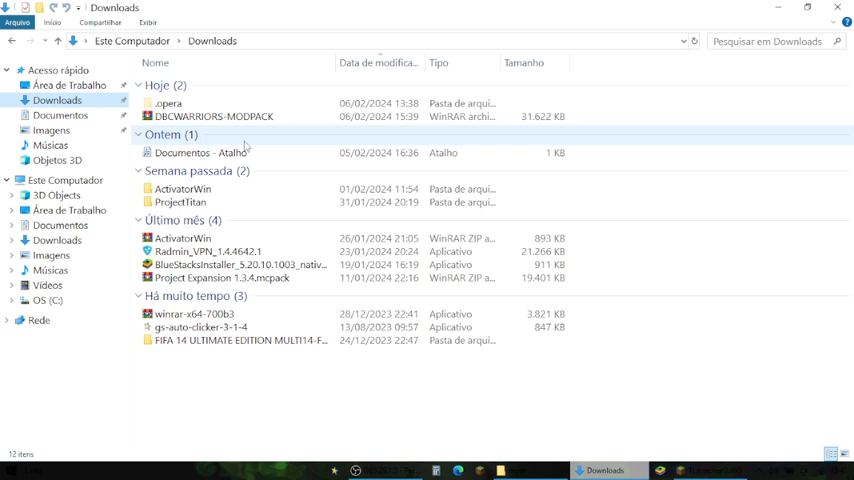 Downloads
Arquivo Início Compartilhar Exibir
Este Computador > Downloads
Pesquisar em Downloads
Nome Data de modifica... Tipo Tamanho
Acesso rápido
Área de Trabalho
Downloads
Documentos
Imagens
Músicas
Objetos 3D
Este Computador
3D Objects
Área de Trabalho
Documentos
Downloads
Imagens
Músicas
Vídeos
OS (C:)
Rede
Hoje (2)
.opera 06/02/2024 13:38 Pasta de arqui...
DBCWARRIORS-MODPACK 06/02/2024 15:39 WinRAR archi... 31.622 KB
Ontem (1)
Documentos - Atalho 05/02/2024 16:36 Atalho 1 KB
Semana passada (2)
ActivatorWin 01/02/2024 11:54 Pasta de arqui...
ProjectTitan 31/01/2024 20:19 Pasta de arqui...
Último mês (4)
ActivatorWin 26/01/2024 21:05 WinRAR ZIP a... 893 KB
Radmin_VPN_1.4.4642.1 23/01/2024 20:24 Aplicativo 21.266 KB
BlueStacksInstaller_5.20.10.1003_nativ... 19/01/2024 16:19 Aplicativo 911 KB
Project Expansion 1.3.4.mcpack 11/01/2024 22:16 WinRAR ZIP a... 19.401 KB
Há muito tempo (3)
winrar-x64-700b3 28/12/2023 22:41 Aplicativo 3.821 KB
gs-auto-clicker-3-1-4 13/08/2023 09:57 Aplicativo 847 KB
FIFA 14 ULTIMATE EDITION MULTI14-F... 24/12/2023 22:47 Pasta de arqui...
12 itens
Downloads